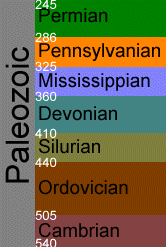 Paleozoic
245
Permian
286
Pennsylvanian
325
Mississippian
360
Devonian
410
Silurian
440
Ordovician
505
Cambrian
540